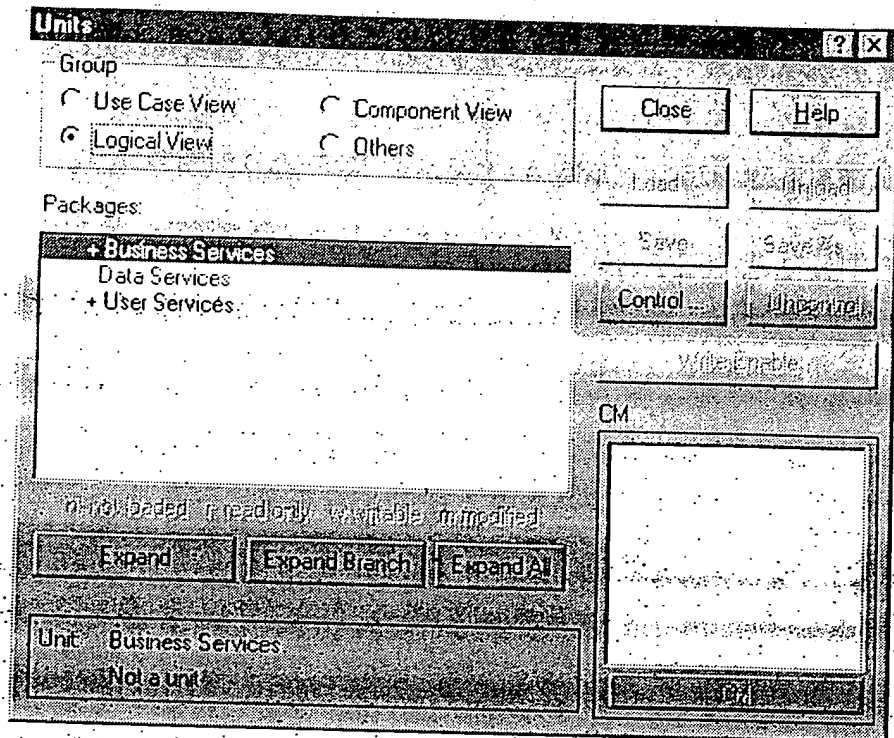 Units
? X
Group
Use Case View
Component View
Logical View
Others
Close
Help
Load
Unload
Packages:
+ Business Services
Data Services
+ User Services
Save
Save As...
Control ...
Uncontrol
Write Enable
CM
n-not loaded r-read only w-writable m-modified
Expand
Expand Branch
Expand All
Unit: Business Services
Not a unit